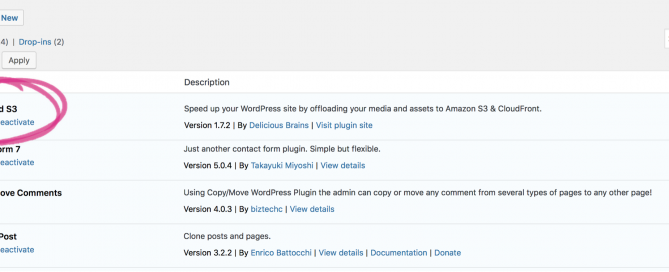 New
4) | Drop-ins (2)
Apply
Description
d S3
Speed up your WordPress site by offloading your media and assets to Amazon S3 & CloudFront.
eactivate
Version 1.7.2 | By Delicious Brains | Visit plugin site
orm 7
Just another contact form plugin. Simple but flexible.
eactivate
Version 5.0.4 | By Takayuki Miyoshi | View details
ove Comments
Using Copy/Move WordPress Plugin the admin can copy or move any comment from several types of pages to any other page!
Version 4.0.3 | By biztechc | View details
Post
Clone posts and pages.
eactivate
Version 3.2.2 | By Enrico Battocchi | View details | Documentation | Donate